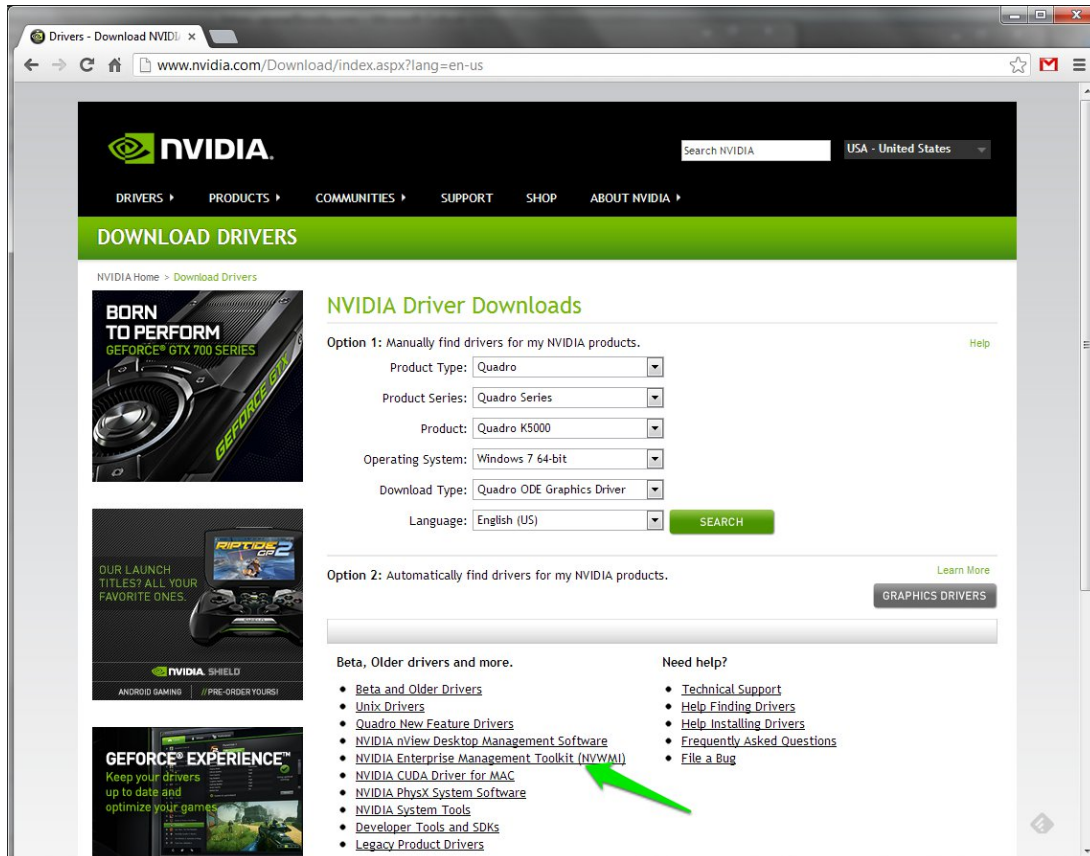 Drivers - Download NVIDI
www.nvidia.com/Download/index.aspx?lang=en-us
NVIDIA.
Search NVIDIA
USA - United States
DRIVERS
PRODUCTS
COMMUNITIES
SUPPORT
SHOP
ABOUT NVIDIA
DOWNLOAD DRIVERS
NVIDIA Home > Download Drivers
BORN
TO PERFORM
GEFORCE® GTX 700 SERIES
GEFORCE GTX
NVIDIA Driver Downloads
Option 1: Manually find drivers for my NVIDIA products.
Help
Product Type: Quadro
Product Series: Quadro Series
Product: Quadro K5000
Operating System: Windows 7 64-bit
Download Type: Quadro ODE Graphics Driver
Language: English (US)
SEARCH
RIPTIDE
GP2
OUR LAUNCH
TITLES? ALL YOUR
FAVORITE ONES.
NVIDIA. SHIELD
ANDROID GAMING // PRE-ORDER YOURS!
Option 2: Automatically find drivers for my NVIDIA products.
Learn More
GRAPHICS DRIVERS
Beta, Older drivers and more.
Beta and Older Drivers
Unix Drivers
Quadro New Feature Drivers
NVIDIA nView Desktop Management Software
NVIDIA Enterprise Management Toolkit (NVWMI)
NVIDIA CUDA Driver for MAC
NVIDIA PhysX System Software
NVIDIA System Tools
Developer Tools and SDKs
Legacy Product Drivers
Need help?
Technical Support
Help Finding Drivers
Help Installing Drivers
Frequently Asked Questions
File a Bug
GEFORCE® EXPERIENCE™
Keep your drivers
up to date and
optimize your games